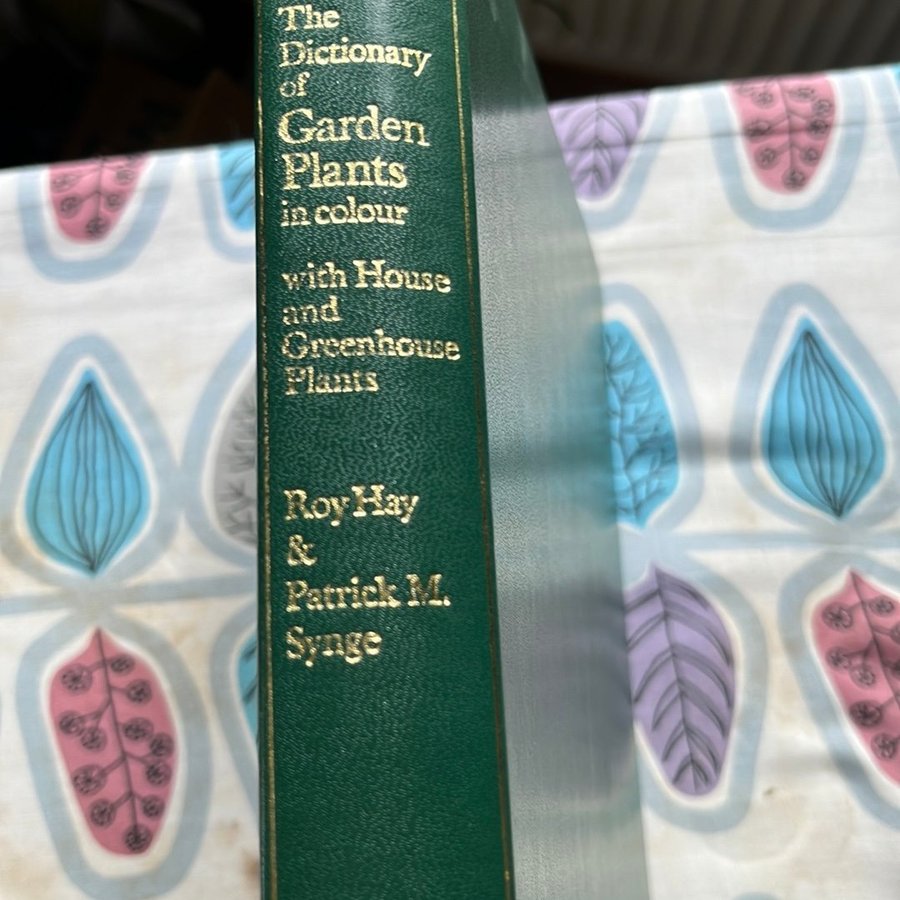 The
Dictionary
of
Garden
Plants
in colour
with House
and
Greenhouse
Plants
Roy Hay
&
Patrick M.
Synge